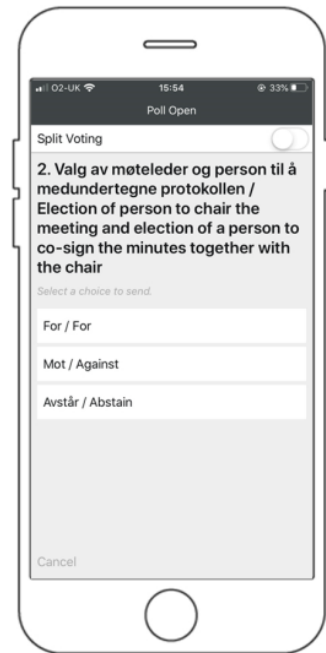 O2-UK 15:54 33%
Poll Open
Split Voting
2. Valg av møteleder og person til å
medundertegne protokollen /
Election of person to chair the
meeting and election of a person to
co-sign the minutes together with
the chair
Select a choice to send.
For / For
Mot / Against
Avstår / Abstain
Cancel